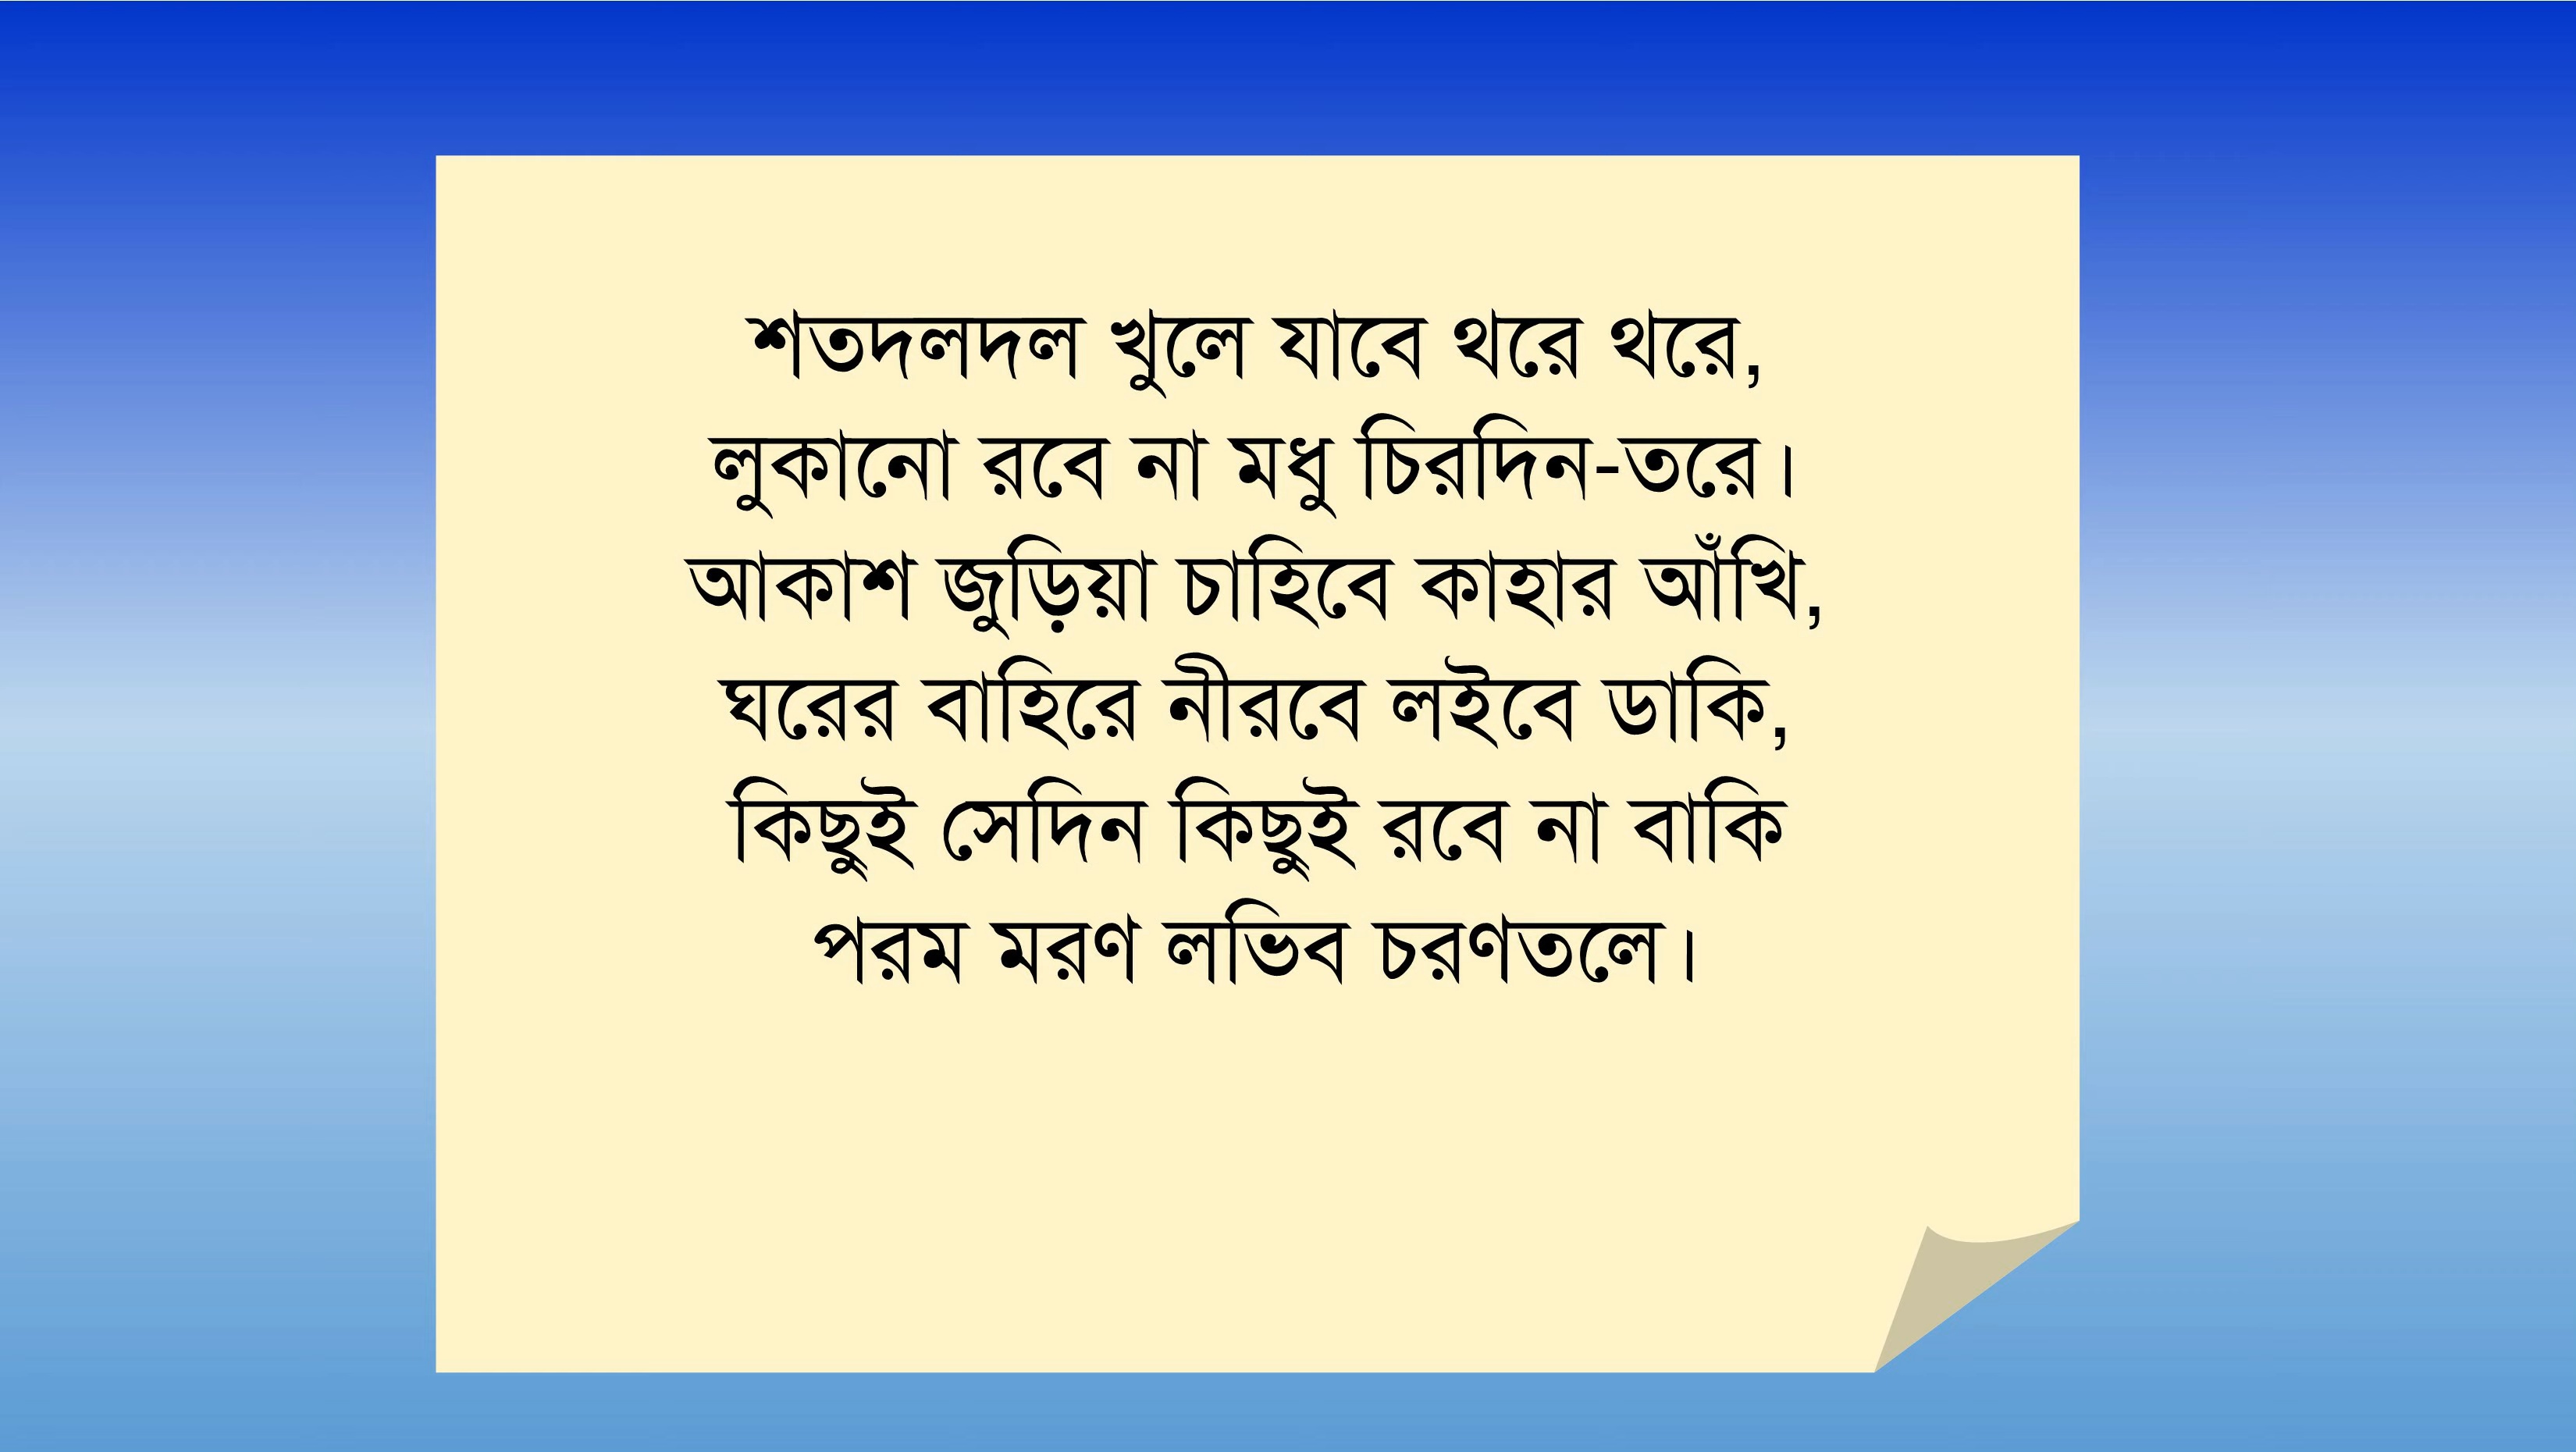 শতদলদল খুলে যাবে থরে থরে,
লুকানো রবে না মধু চিরদিন-তরে।
আকাশ জুড়িয়া চাহিবে কাহার আঁখি,
ঘরের বাহিরে নীরবে লইবে ডাকি,
কিছুই সেদিন কিছুই রবে না বাকি
পরম মরণ লভিব চরণতলে।